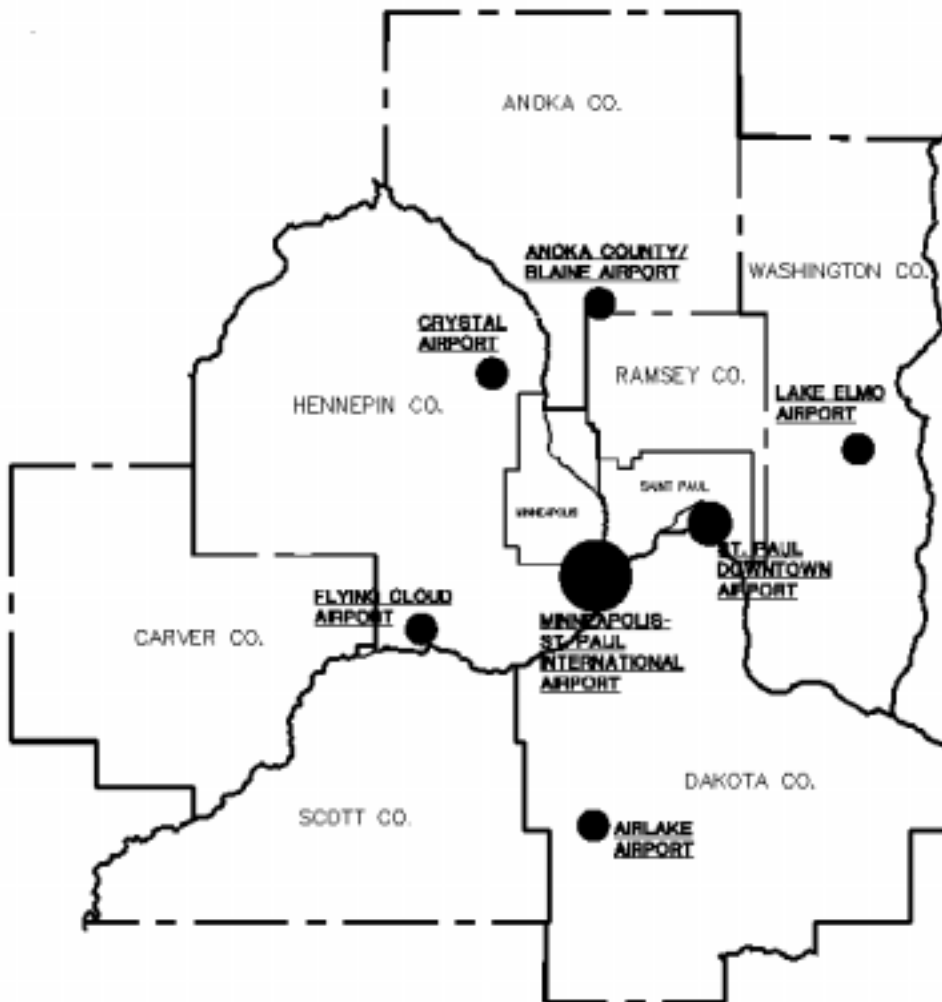 ANOKA CO.
ANOKA COUNTY/
BLAINE AIRPORT
WASHINGTON CO.
CRYSTAL
AIRPORT
RAMSEY CO.
HENNEPIN CO.
LAKE ELMO
AIRPORT
SAINT PAUL
MINNEAPOLIS
ST. PAUL
DOWNTOWN
AIRPORT
FLYING CLOUD
AIRPORT
CARVER CO.
MINNEAPOLIS-
ST. PAUL
INTERNATIONAL
AIRPORT
DAKOTA CO.
SCOTT CO.
AIRLAKE
AIRPORT